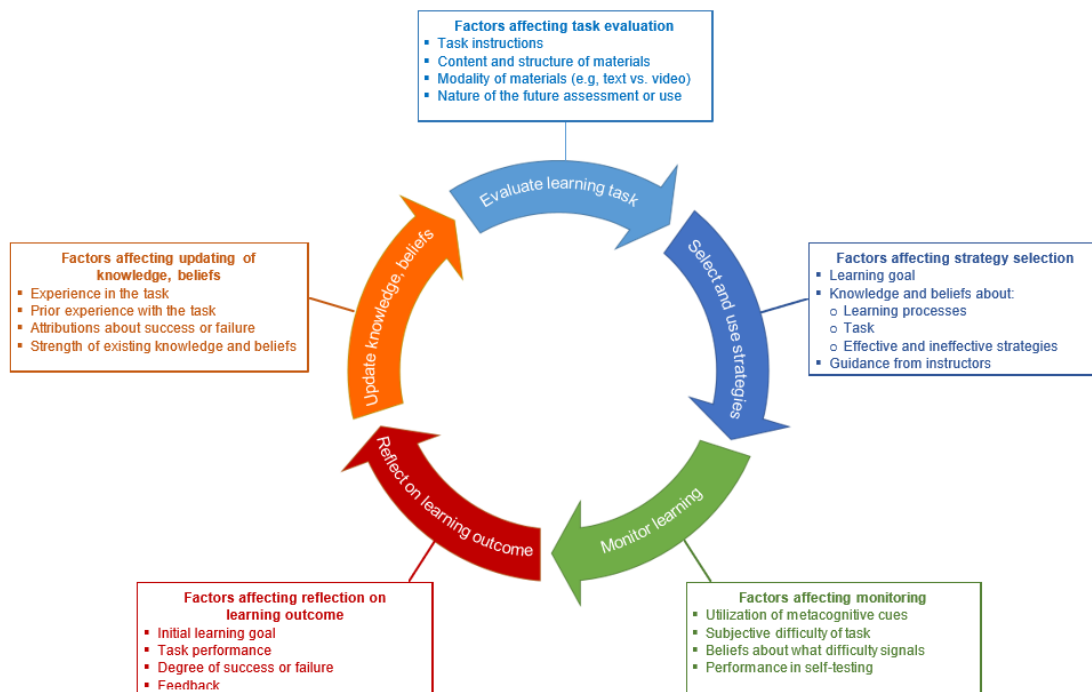 Factors affecting task evaluation
▪ Task instructions
▪ Content and structure of materials
▪ Modality of materials (e.g, text vs. video)
▪ Nature of the future assessment or use
Evaluate learning task
Select and use strategies
Factors affecting strategy selection
▪ Learning goal
▪ Knowledge and beliefs about:
o Learning processes
o Task
o Effective and ineffective strategies
▪ Guidance from instructors
Monitor learning
Factors affecting monitoring
▪ Utilization of metacognitive cues
▪ Subjective difficulty of task
▪ Beliefs about what difficulty signals
▪ Performance in self-testing
Reflect on learning outcome
Factors affecting reflection on
learning outcome
▪ Initial learning goal
▪ Task performance
▪ Degree of success or failure
▪ Feedback
Update knowledge, beliefs
Factors affecting updating of
knowledge, beliefs
▪ Experience in the task
▪ Prior experience with the task
▪ Attributions about success or failure
▪ Strength of existing knowledge and beliefs